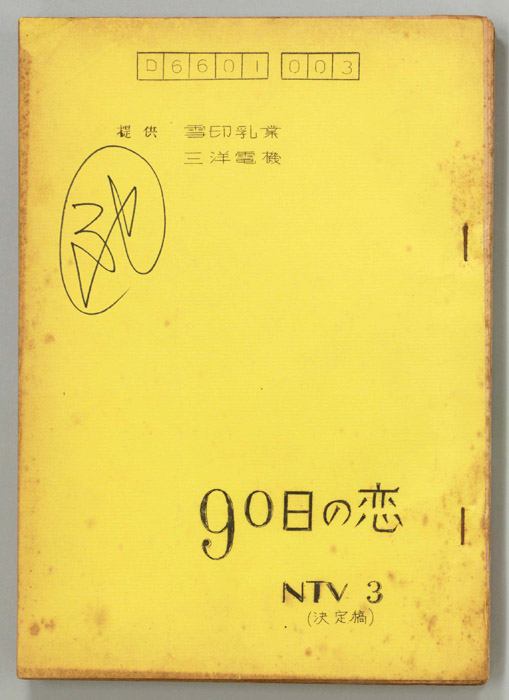 D6601 003
提供 雪印乳業
三洋電機
90日の恋
NTV 3
(決定稿)